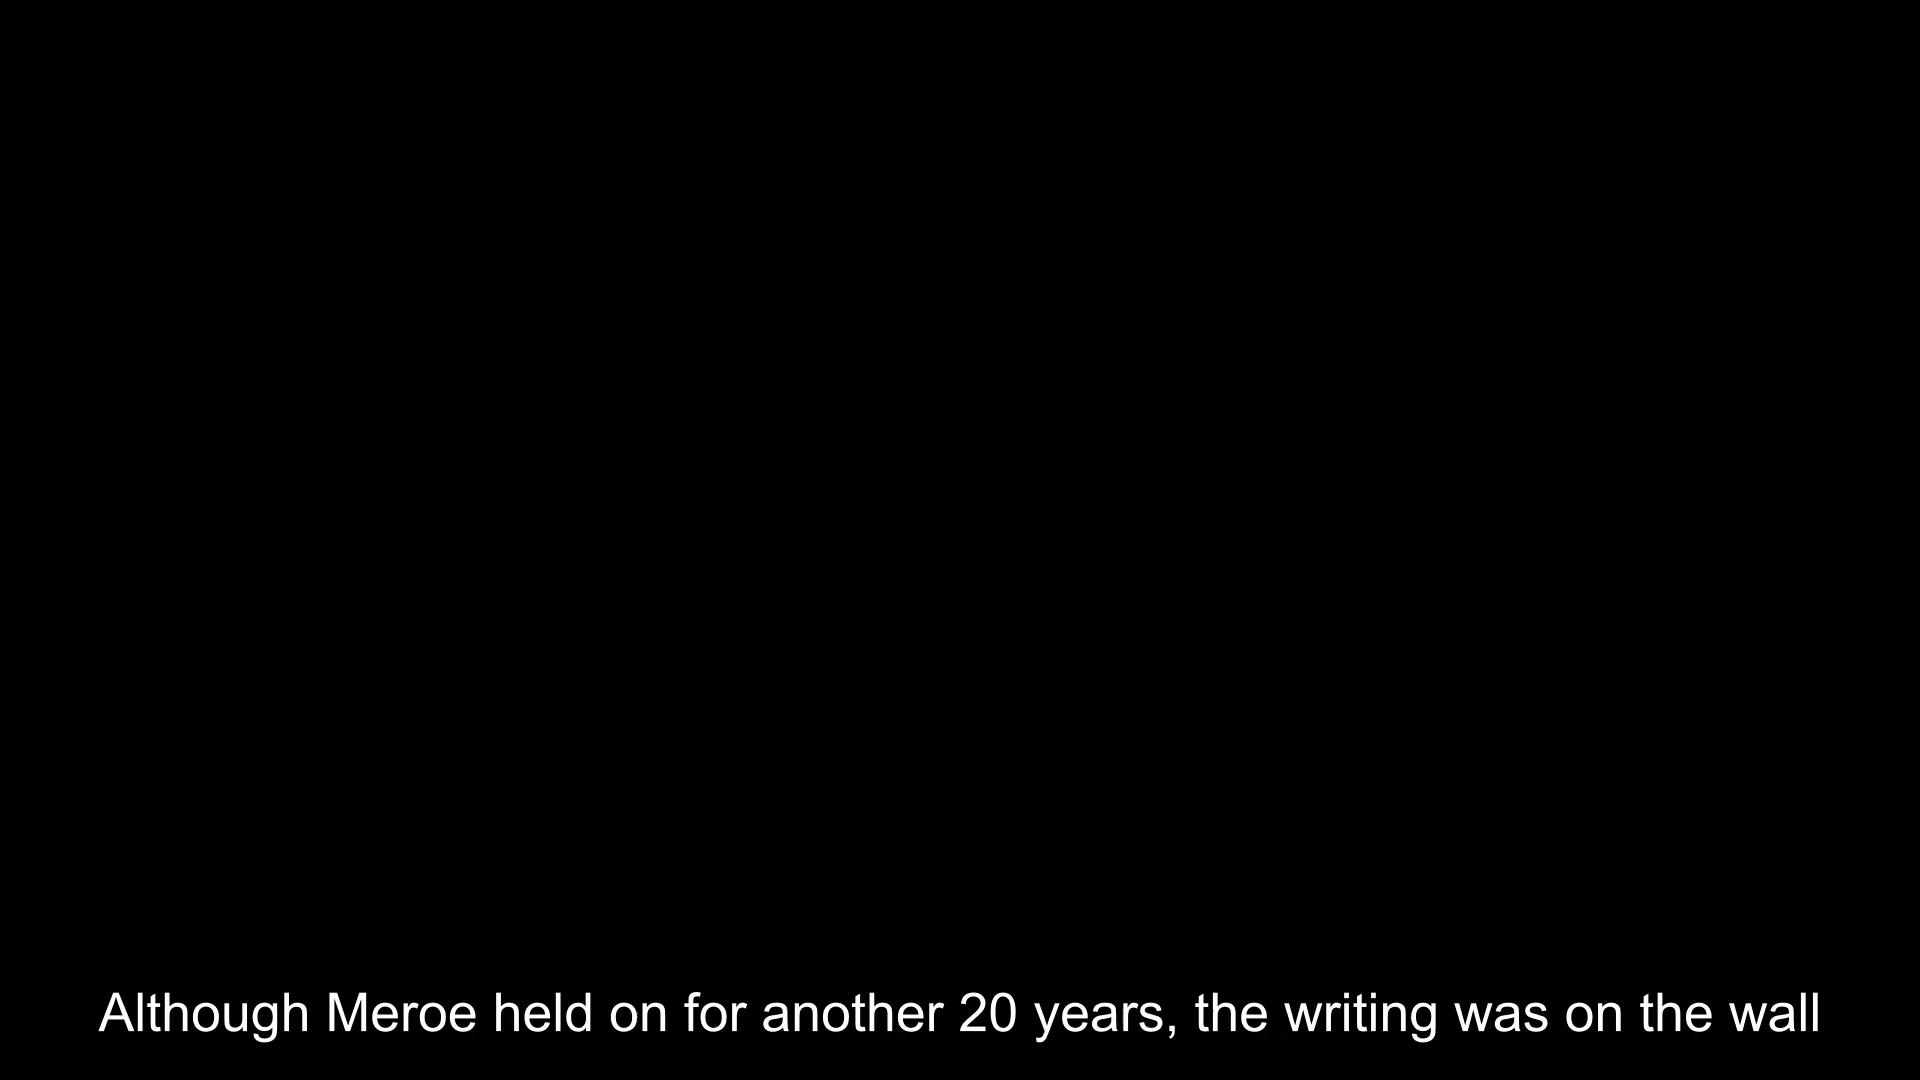 Although Meroe held on for another 20 years, the writing was on the wall